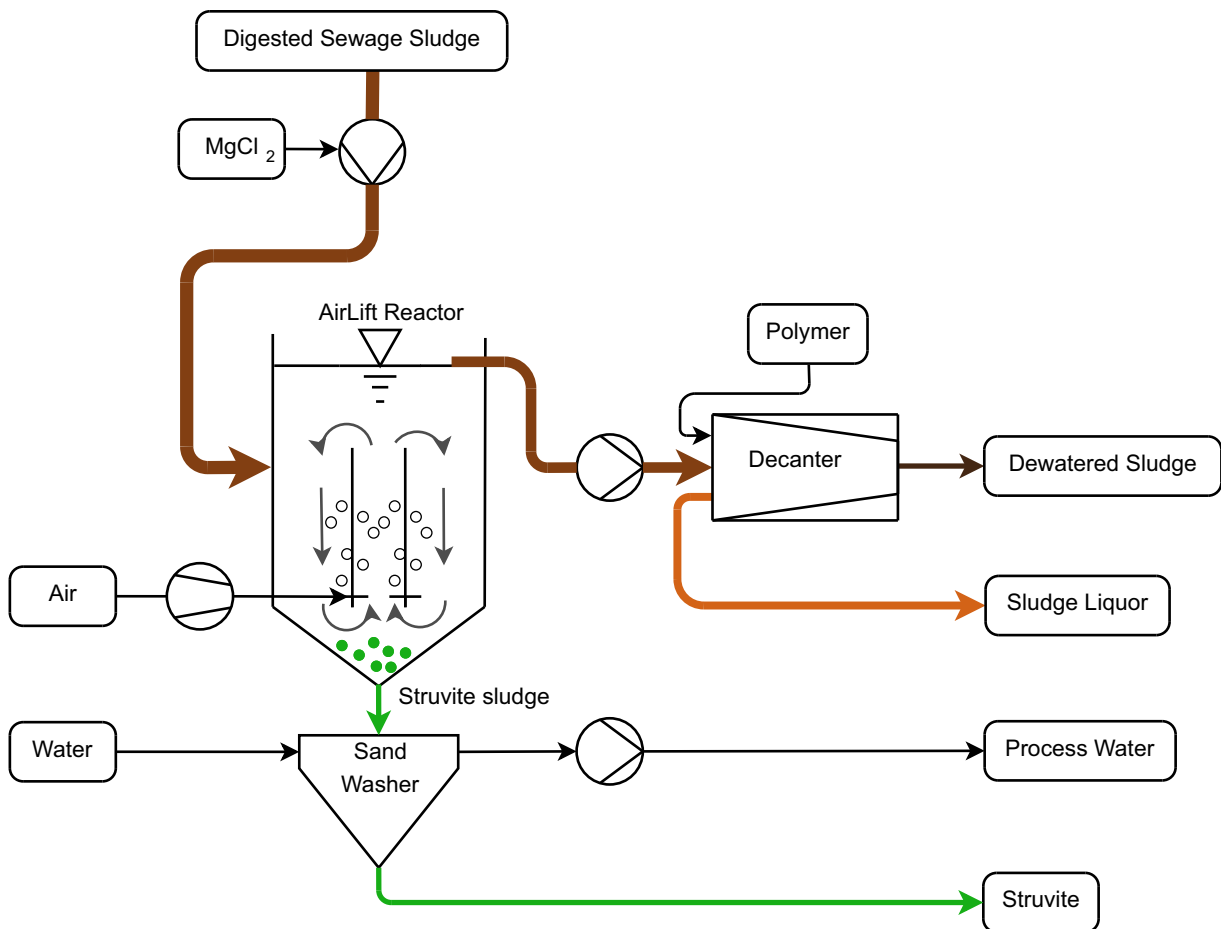 Digested Sewage Sludge
MgCl 2
AirLift Reactor
Polymer
Decanter
Dewatered Sludge
Air
Sludge Liquor
Struvite sludge
Water
Sand
Washer
Process Water
Struvite